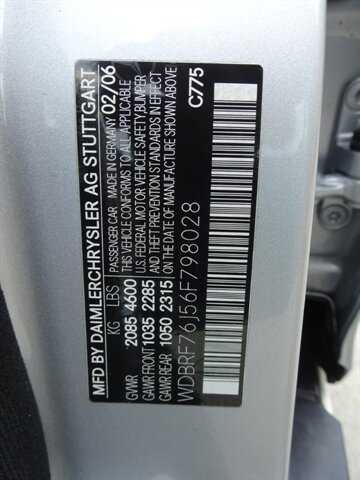 MFD BY DAIMLERCHRYSLER AG STUTTGART
KG LBS PASSENGER CAR MADE IN GERMANY 02/06
GVWR 2085 4600 THIS VEHICLE CONFORMS TO ALL APPLICABLE
GAWR FRONT 1035 2285 U.S. FEDERAL MOTOR VEHICLE SAFETY, BUMPER
GAWR REAR 1050 2315 AND THEFT PREVENTION STANDARDS IN EFFECT
ON THE DATE OF MANUFACTURE SHOWN ABOVE
WDBRF76J56F798028 C775